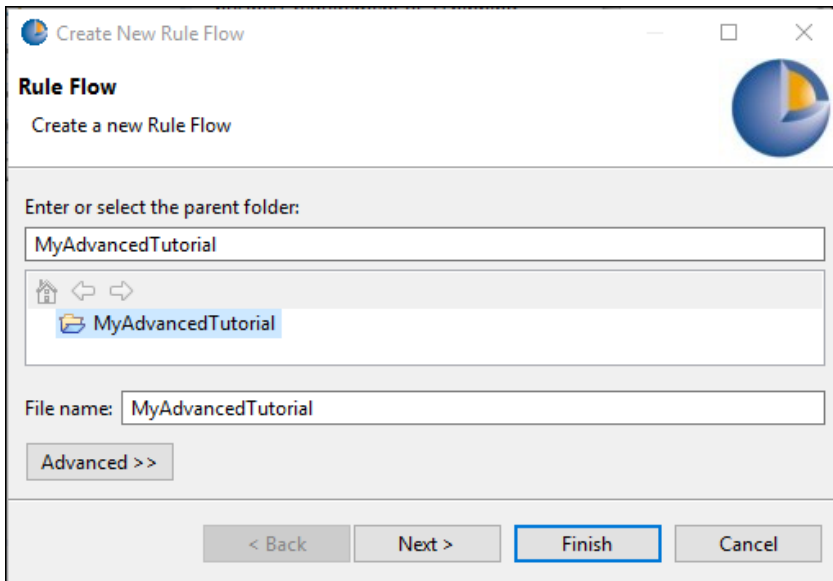 Create New Rule Flow
Rule Flow
Create a new Rule Flow
Enter or select the parent folder:
MyAdvancedTutorial
MyAdvancedTutorial
File name: MyAdvancedTutorial
Advanced >>
< Back Next > Finish Cancel